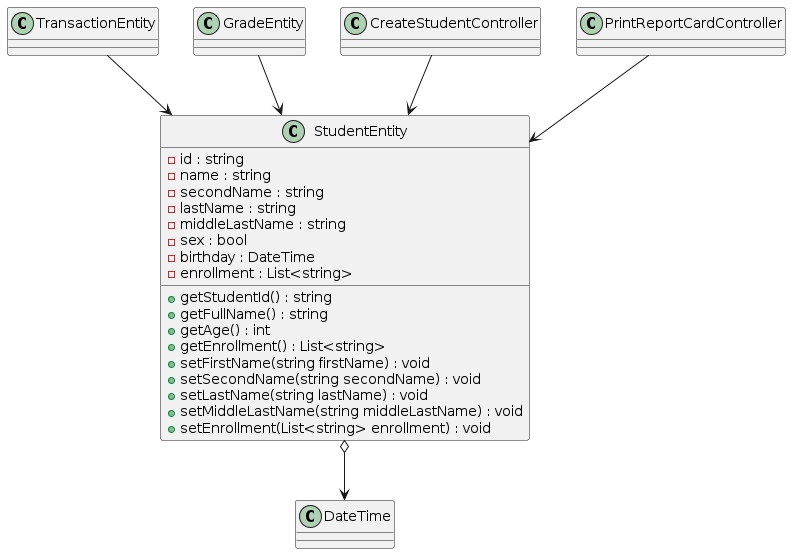 C TransactionEntity
C GradeEntity
C CreateStudentController
C PrintReportCardController
C StudentEntity
id : string
name : string
secondName : string
lastName : string
middleLastName : string
sex : bool
birthday : DateTime
enrollment : List<string>
getStudentId() : string
getFullName() : string
getAge() : int
getEnrollment() : List<string>
setFirstName(string firstName) : void
setSecondName(string secondName) : void
setLastName(string lastName) : void
setMiddleLastName(string middleLastName) : void
setEnrollment(List<string> enrollment) : void
C DateTime